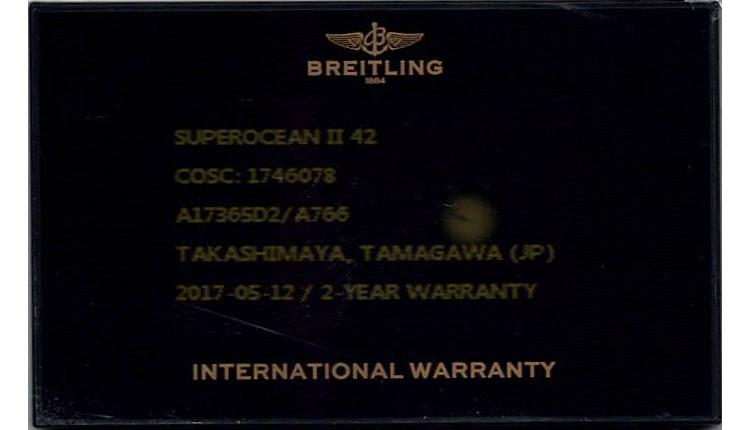 BREITLING
1884
SUPEROCEAN II 42
COSC: 1746078
A17365D2/A766
TAKASHIMAYA, TAMAGAWA (JP)
2017-05-12 / 2-YEAR WARRANTY
INTERNATIONAL WARRANTY